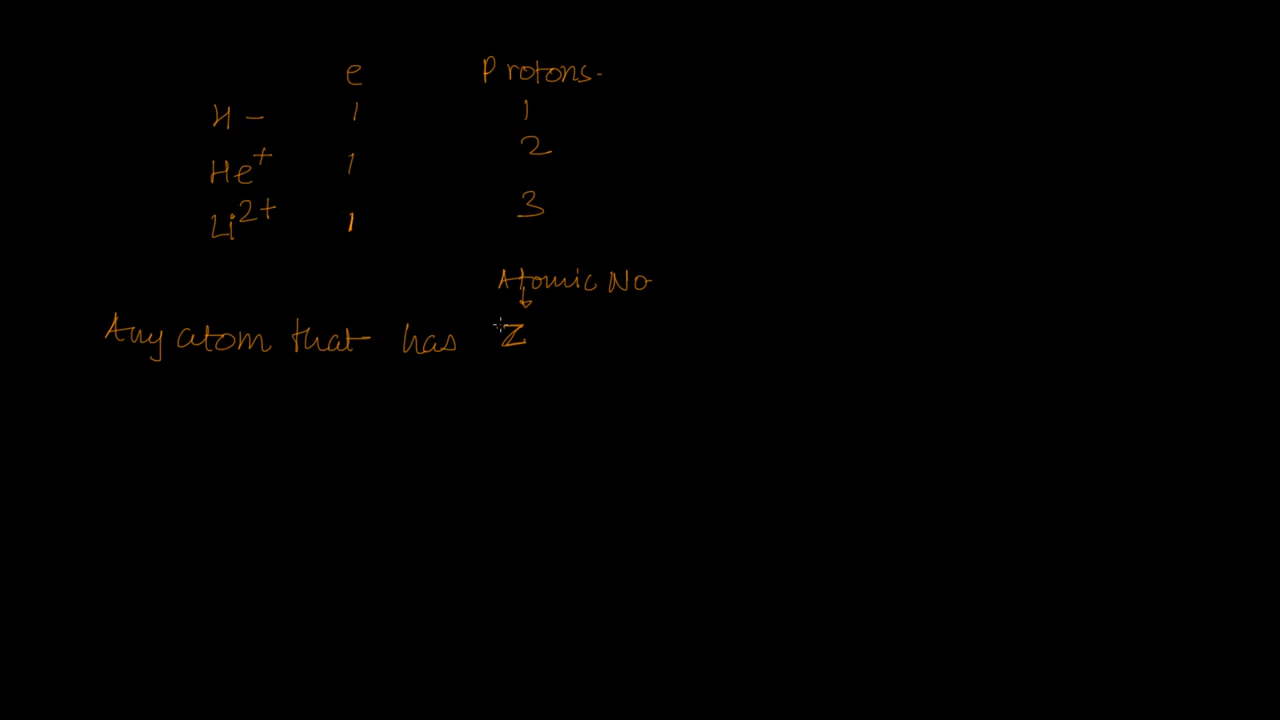 e Protons.
H - 1 1
He⁺ 1 2
Li²⁺ 1 3
Atomic No
Any atom that has Z